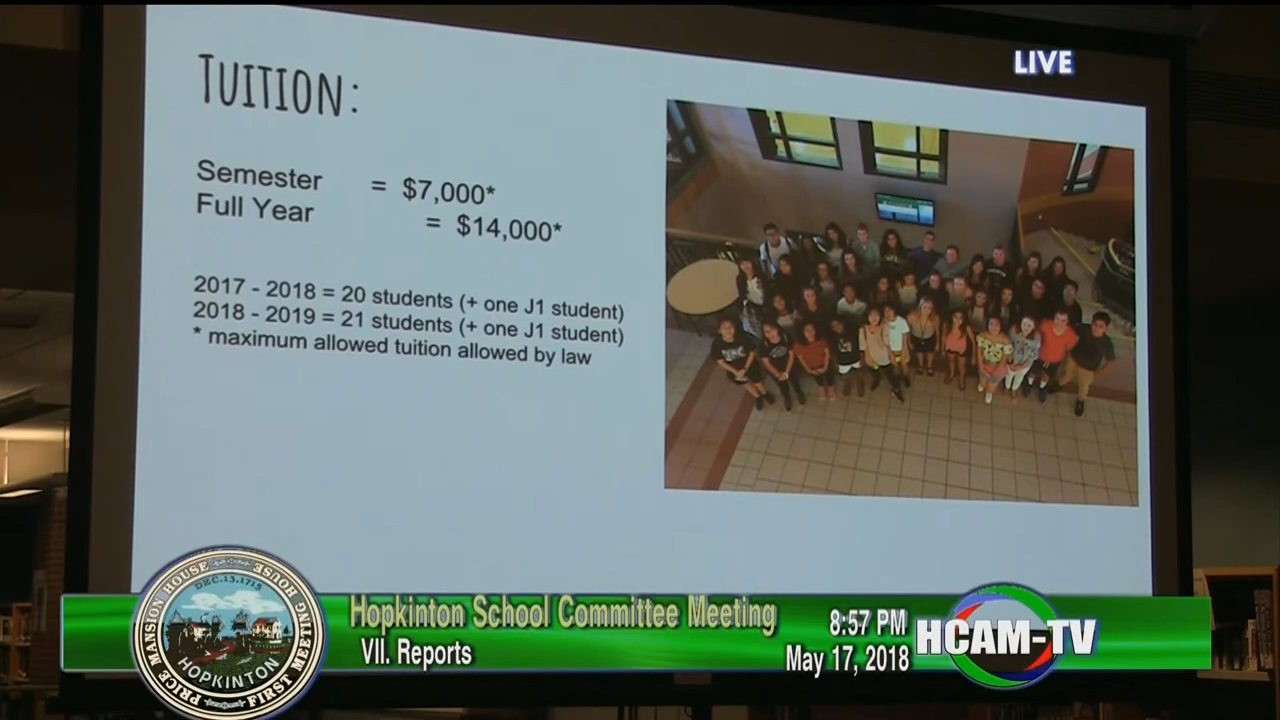 LIVE
TUITION:
Semester = $7,000*
Full Year = $14,000*
2017 - 2018 = 20 students (+ one J1 student)
2018 - 2019 = 21 students (+ one J1 student)
* maximum allowed tuition allowed by law
Hopkinton School Committee Meeting
VII. Reports
8:57 PM
May 17, 2018
HCAM-TV
PRICE MANSION HOUSE
FIRST MEETING HOUSE
DEC.13.1715
HOPKINTON